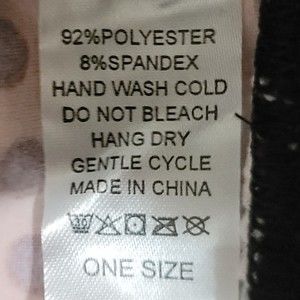 92%POLYESTER
8%SPANDEX
HAND WASH COLD
DO NOT BLEACH
HANG DRY
GENTLE CYCLE
MADE IN CHINA
30
ONE SIZE